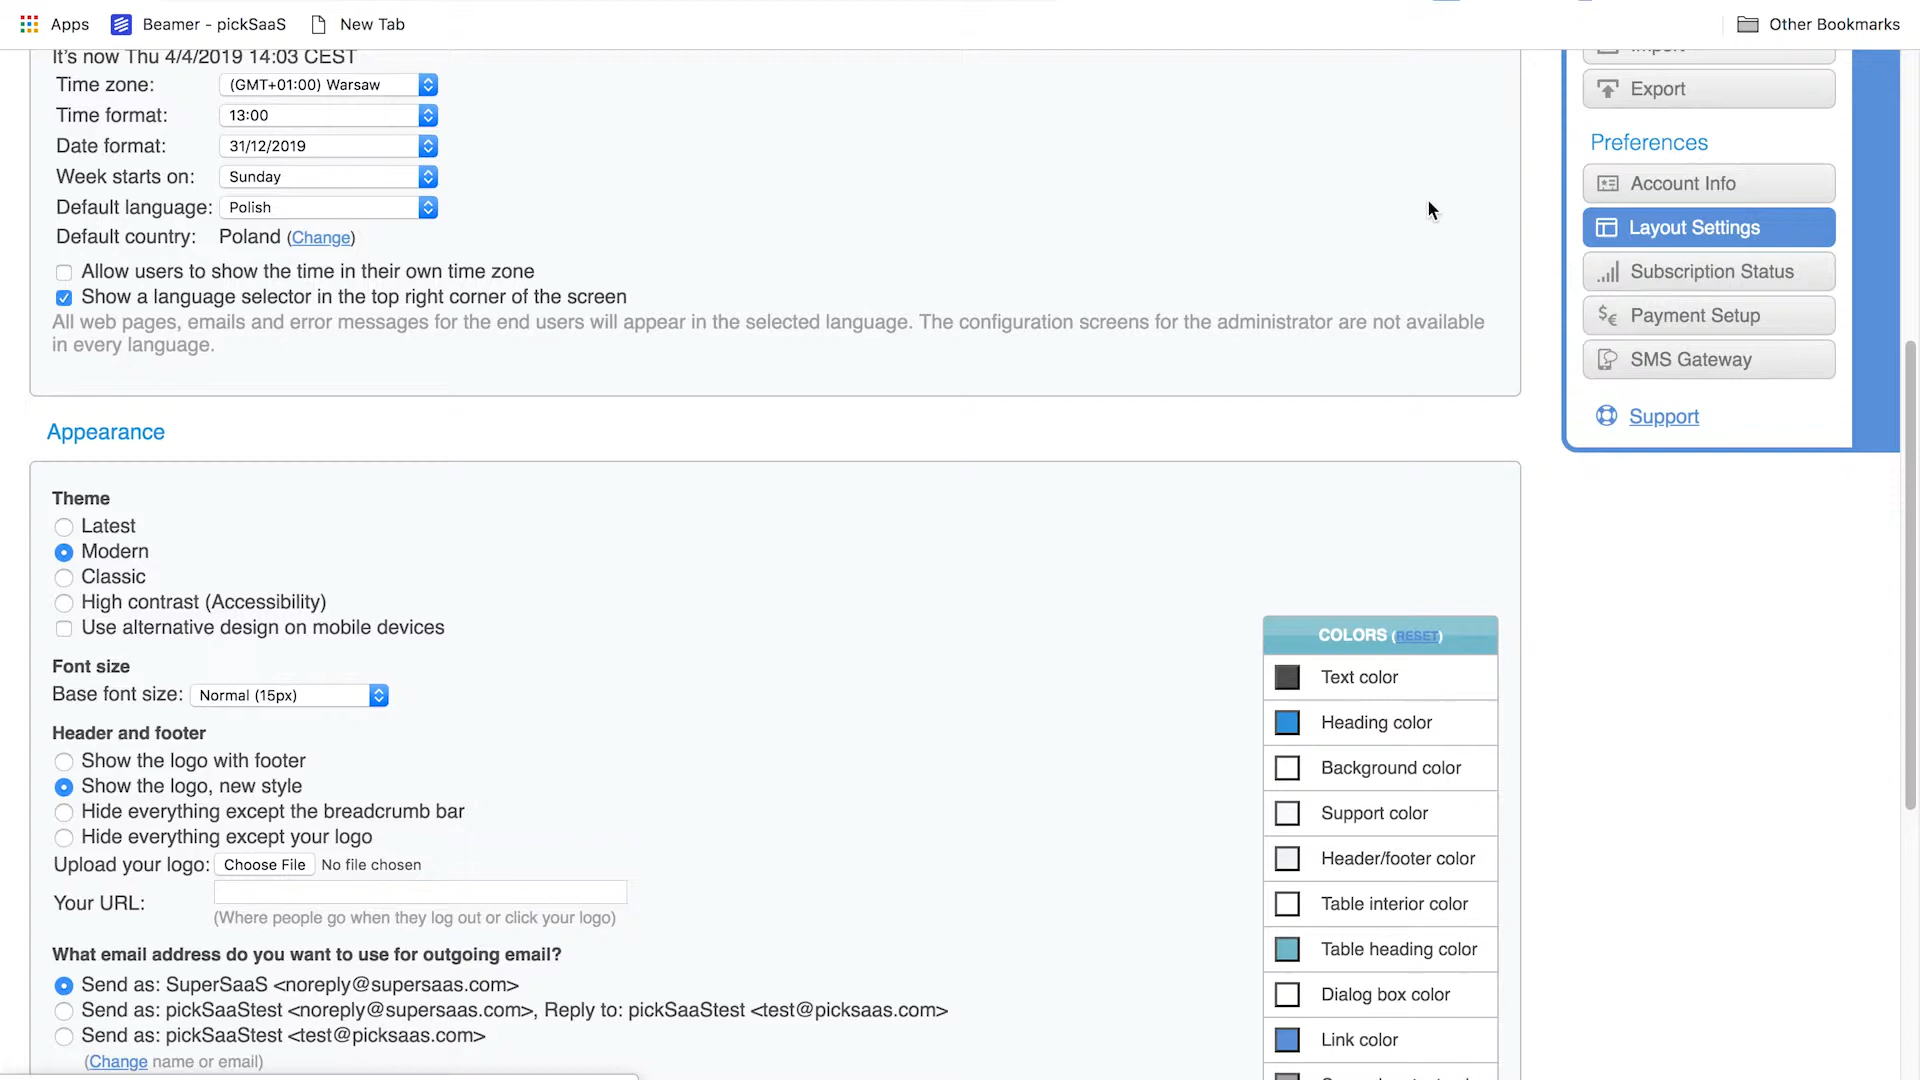 Apps
Beamer - pickSaaS
New Tab
Other Bookmarks
It's now Thu 4/4/2019 14:03 CEST
Time zone: (GMT+01:00) Warsaw
Time format: 13:00
Date format: 31/12/2019
Week starts on: Sunday
Default language: Polish
Default country: Poland (Change)
Allow users to show the time in their own time zone
Show a language selector in the top right corner of the screen
All web pages, emails and error messages for the end users will appear in the selected language. The configuration screens for the administrator are not available
in every language.
Appearance
Theme
Latest
Modern
Classic
High contrast (Accessibility)
Use alternative design on mobile devices
Font size
Base font size: Normal (15px)
Header and footer
Show the logo with footer
Show the logo, new style
Hide everything except the breadcrumb bar
Hide everything except your logo
Upload your logo: Choose File No file chosen
Your URL:
(Where people go when they log out or click your logo)
What email address do you want to use for outgoing email?
Send as: SuperSaaS <noreply@supersaas.com>
Send as: pickSaaStest <noreply@supersaas.com>, Reply to: pickSaaStest <test@picksaas.com>
Send as: pickSaaStest <test@picksaas.com>
(Change name or email)
COLORS (RESET)
Text color
Heading color
Background color
Support color
Header/footer color
Table interior color
Table heading color
Dialog box color
Link color
Export
Preferences
Account Info
Layout Settings
Subscription Status
Payment Setup
SMS Gateway
Support